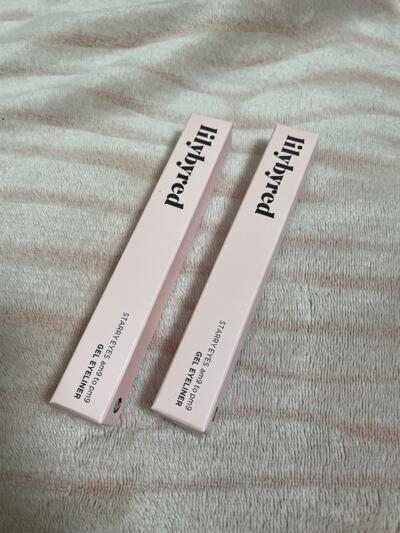 lilybyred
STARRY EYES am9 to pm9
GEL EYELINER
lilybyred
STARRY EYES am9 to pm9
GEL EYELINER